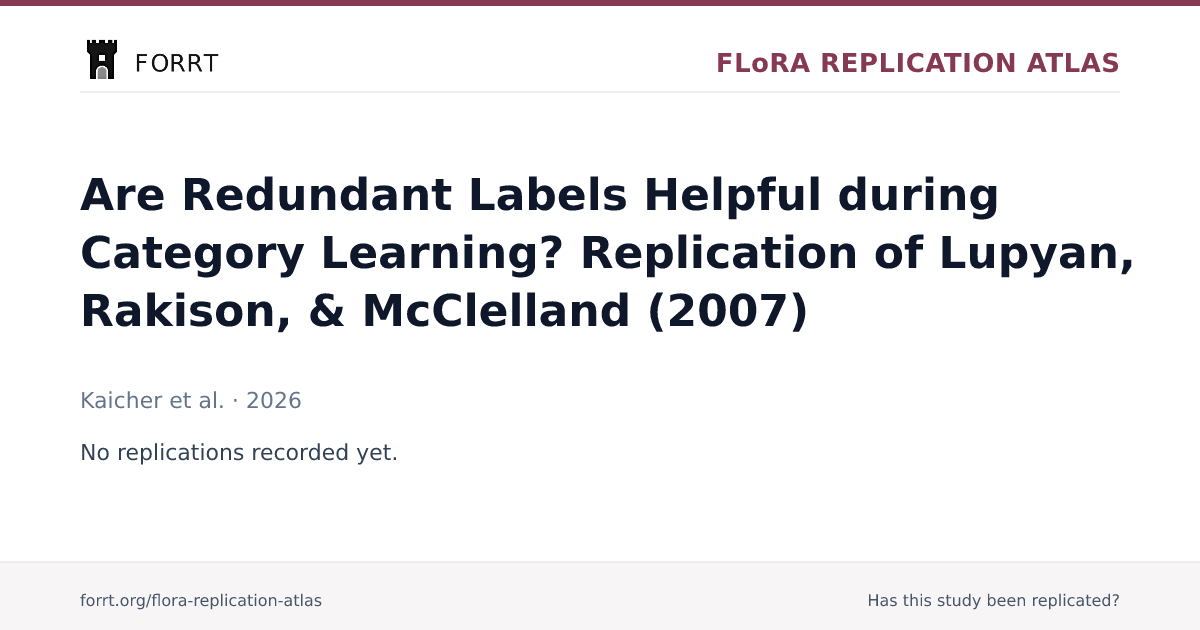 FORRT
FLoRA REPLICATION ATLAS
Are Redundant Labels Helpful during
Category Learning? Replication of Lupyan,
Rakison, & McClelland (2007)
Kaicher et al. · 2026
No replications recorded yet.
forrt.org/flora-replication-atlas
Has this study been replicated?